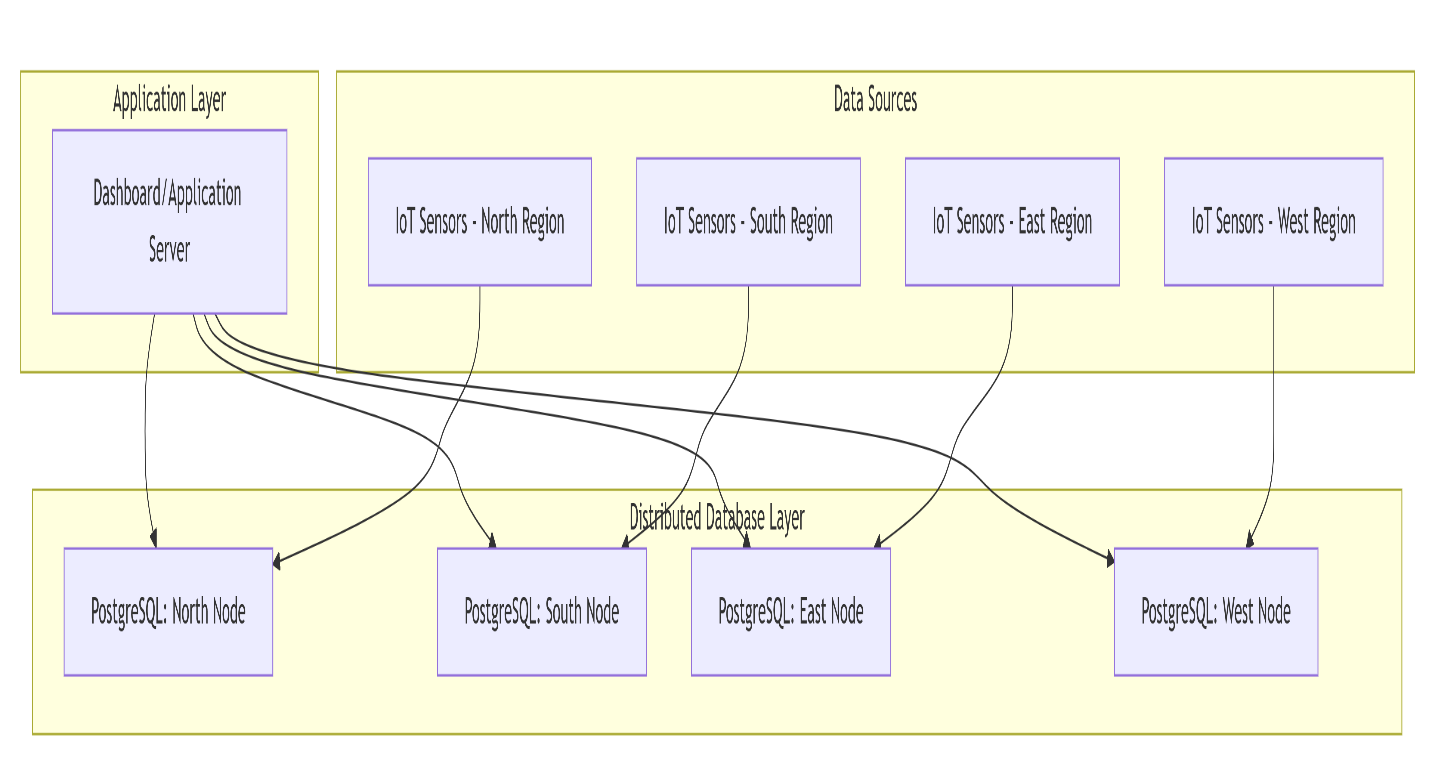 Application Layer
Dashboard/Application
Server
Data Sources
IoT Sensors - North Region
IoT Sensors - South Region
IoT Sensors - East Region
IoT Sensors - West Region
Distributed Database Layer
PostgreSQL: North Node
PostgreSQL: South Node
PostgreSQL: East Node
PostgreSQL: West Node